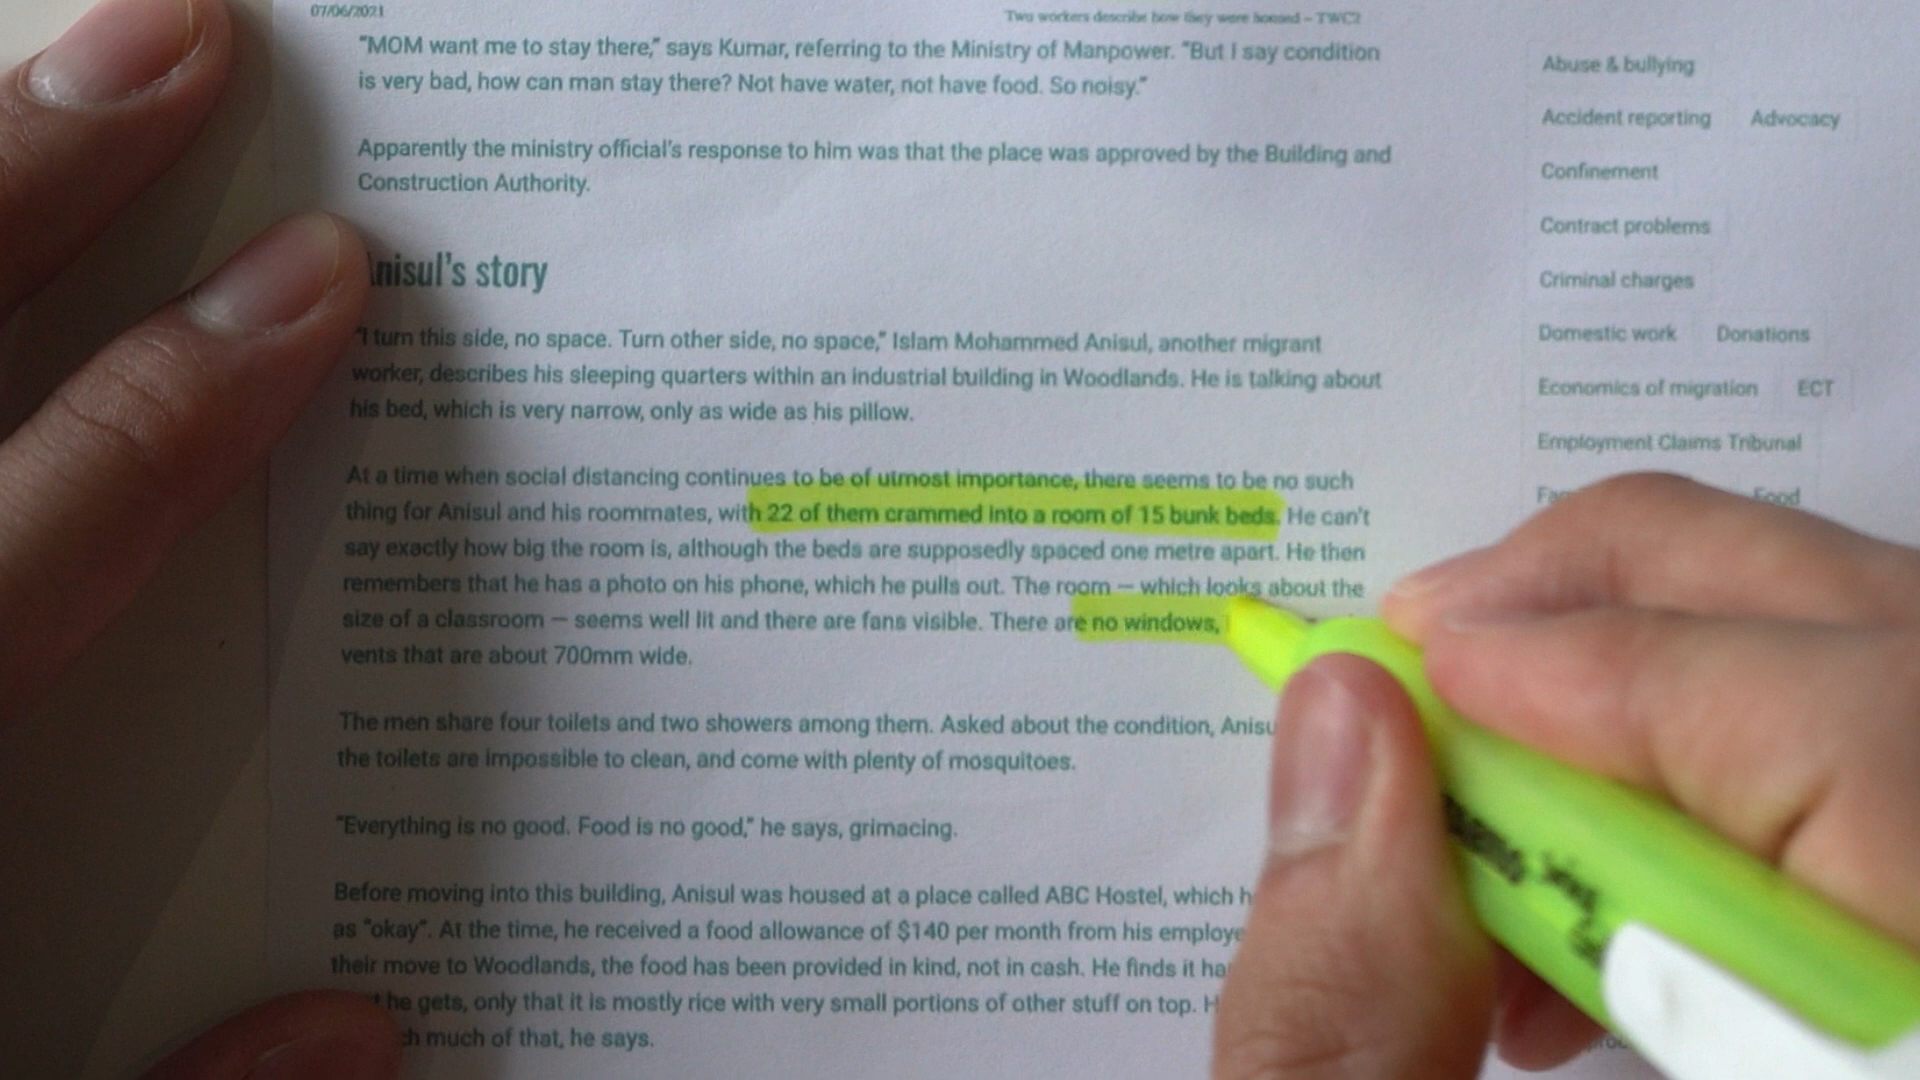 07/06/2021
Two workers describe how they were housed – TWC2
“MOM want me to stay there,” says Kumar, referring to the Ministry of Manpower. “But I say condition
is very bad, how can man stay there? Not have water, not have food. So noisy.”
Apparently the ministry official’s response to him was that the place was approved by the Building and
Construction Authority.
nisul’s story
“I turn this side, no space. Turn other side, no space,” Islam Mohammed Anisul, another migrant
worker, describes his sleeping quarters within an industrial building in Woodlands. He is talking about
his bed, which is very narrow, only as wide as his pillow.
At a time when social distancing continues to be of utmost importance, there seems to be no such
thing for Anisul and his roommates, with 22 of them crammed into a room of 15 bunk beds. He can’t
say exactly how big the room is, although the beds are supposedly spaced one metre apart. He then
remembers that he has a photo on his phone, which he pulls out. The room — which looks about the
size of a classroom — seems well lit and there are fans visible. There are no windows,
vents that are about 700mm wide.
The men share four toilets and two showers among them. Asked about the condition, Anisu
the toilets are impossible to clean, and come with plenty of mosquitoes.
“Everything is no good. Food is no good,” he says, grimacing.
Before moving into this building, Anisul was housed at a place called ABC Hostel, which h
as “okay”. At the time, he received a food allowance of $140 per month from his employe
their move to Woodlands, the food has been provided in kind, not in cash. He finds it ha
he gets, only that it is mostly rice with very small portions of other stuff on top. H
much of that, he says.
Abuse & bullying
Accident reporting Advocacy
Confinement
Contract problems
Criminal charges
Domestic work Donations
Economics of migration ECT
Employment Claims Tribunal
Food